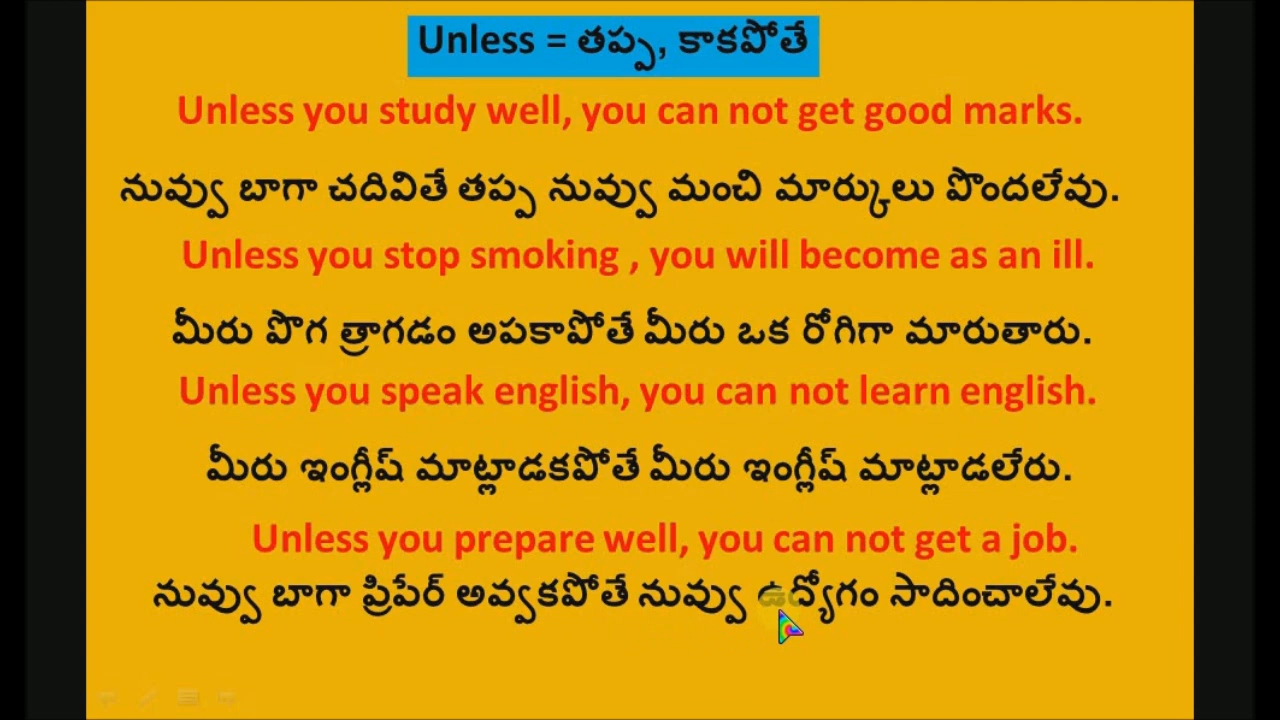 Unless = తప్ప, కాకపోతే
Unless you study well, you can not get good marks.
నువ్వు బాగా చదివితే తప్ప నువ్వు మంచి మార్కులు పొందలేవు.
Unless you stop smoking , you will become as an ill.
మీరు పొగ త్రాగడం అపకాపోతే మీరు ఒక రోగిగా మారుతారు.
Unless you speak english, you can not learn english.
మీరు ఇంగ్లీష్ మాట్లాడకపోతే మీరు ఇంగ్లీష్ మాట్లాడలేరు.
Unless you prepare well, you can not get a job.
నువ్వు బాగా ప్రిపేర్ అవ్వకపోతే నువ్వు ఉద్యోగం సాదించాలేవు.